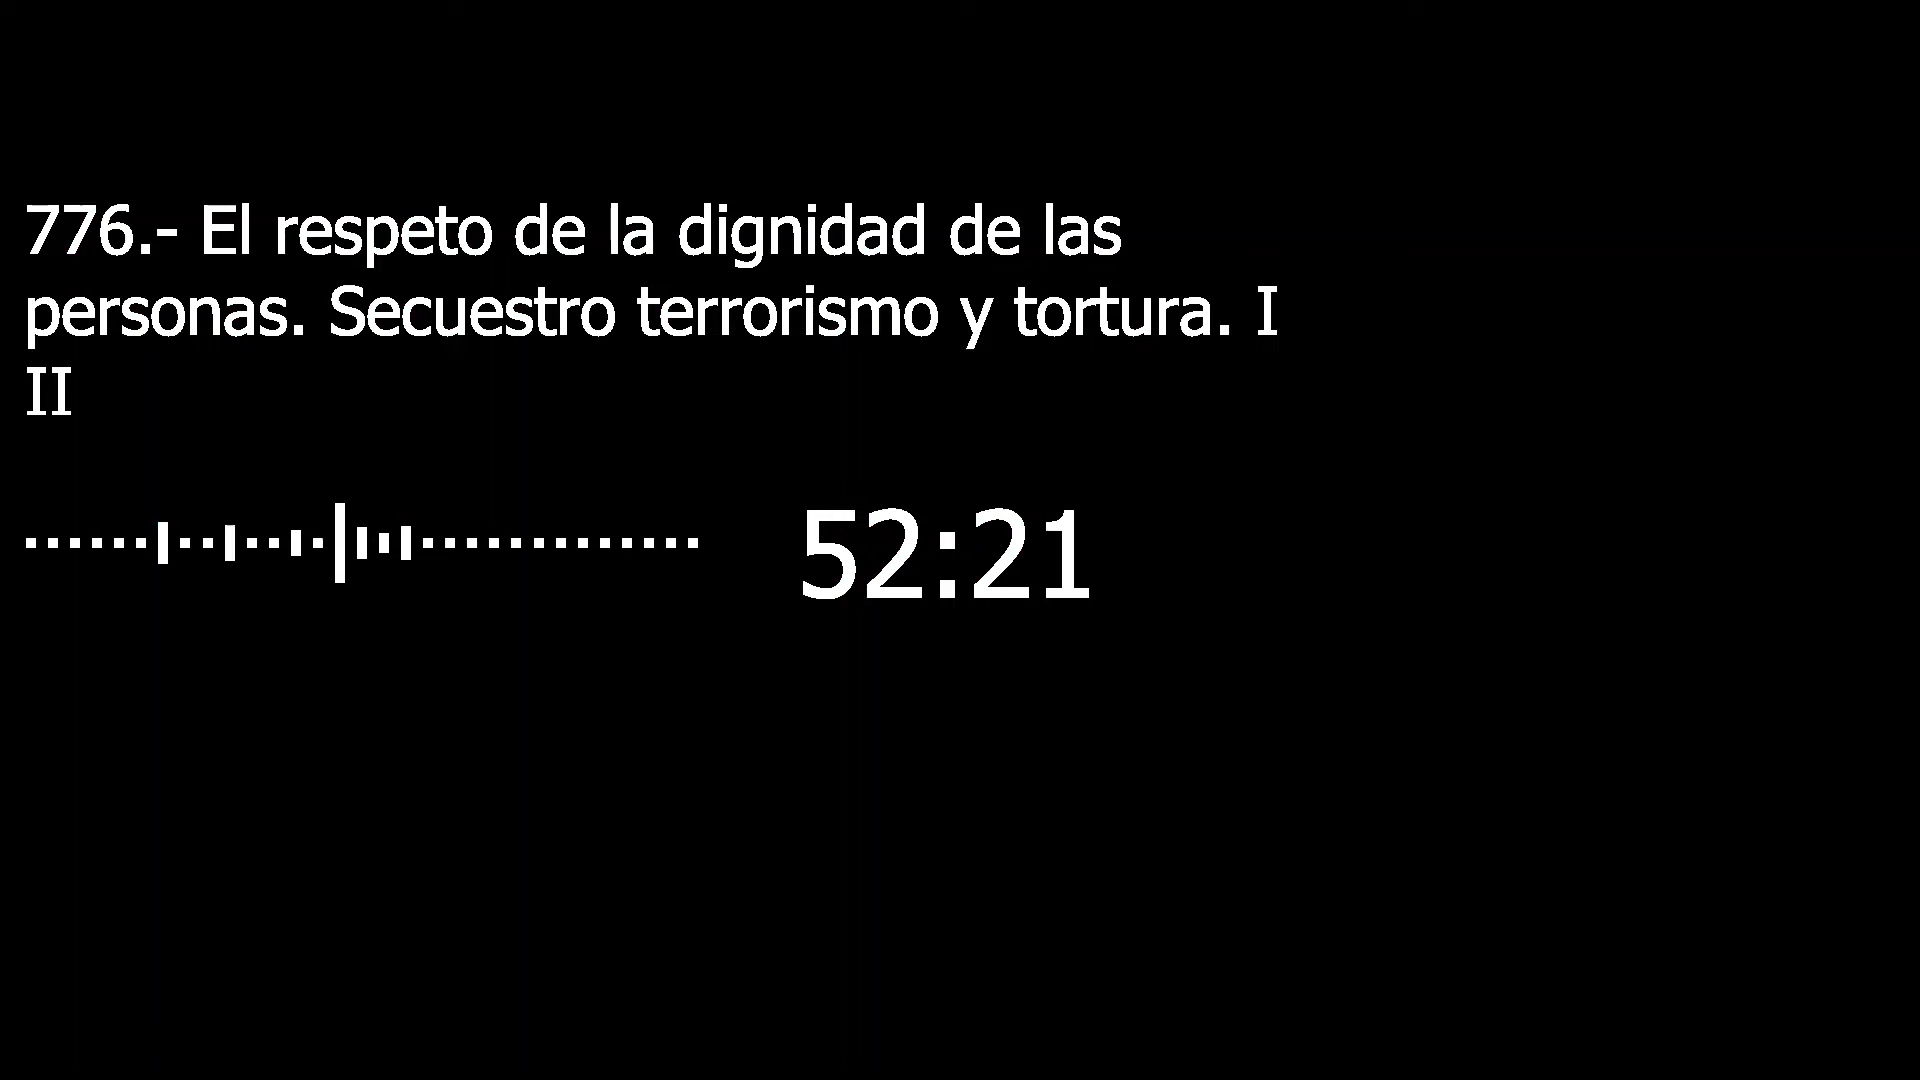 776.- El respeto de la dignidad de las
personas. Secuestro terrorismo y tortura. I
II
52:21